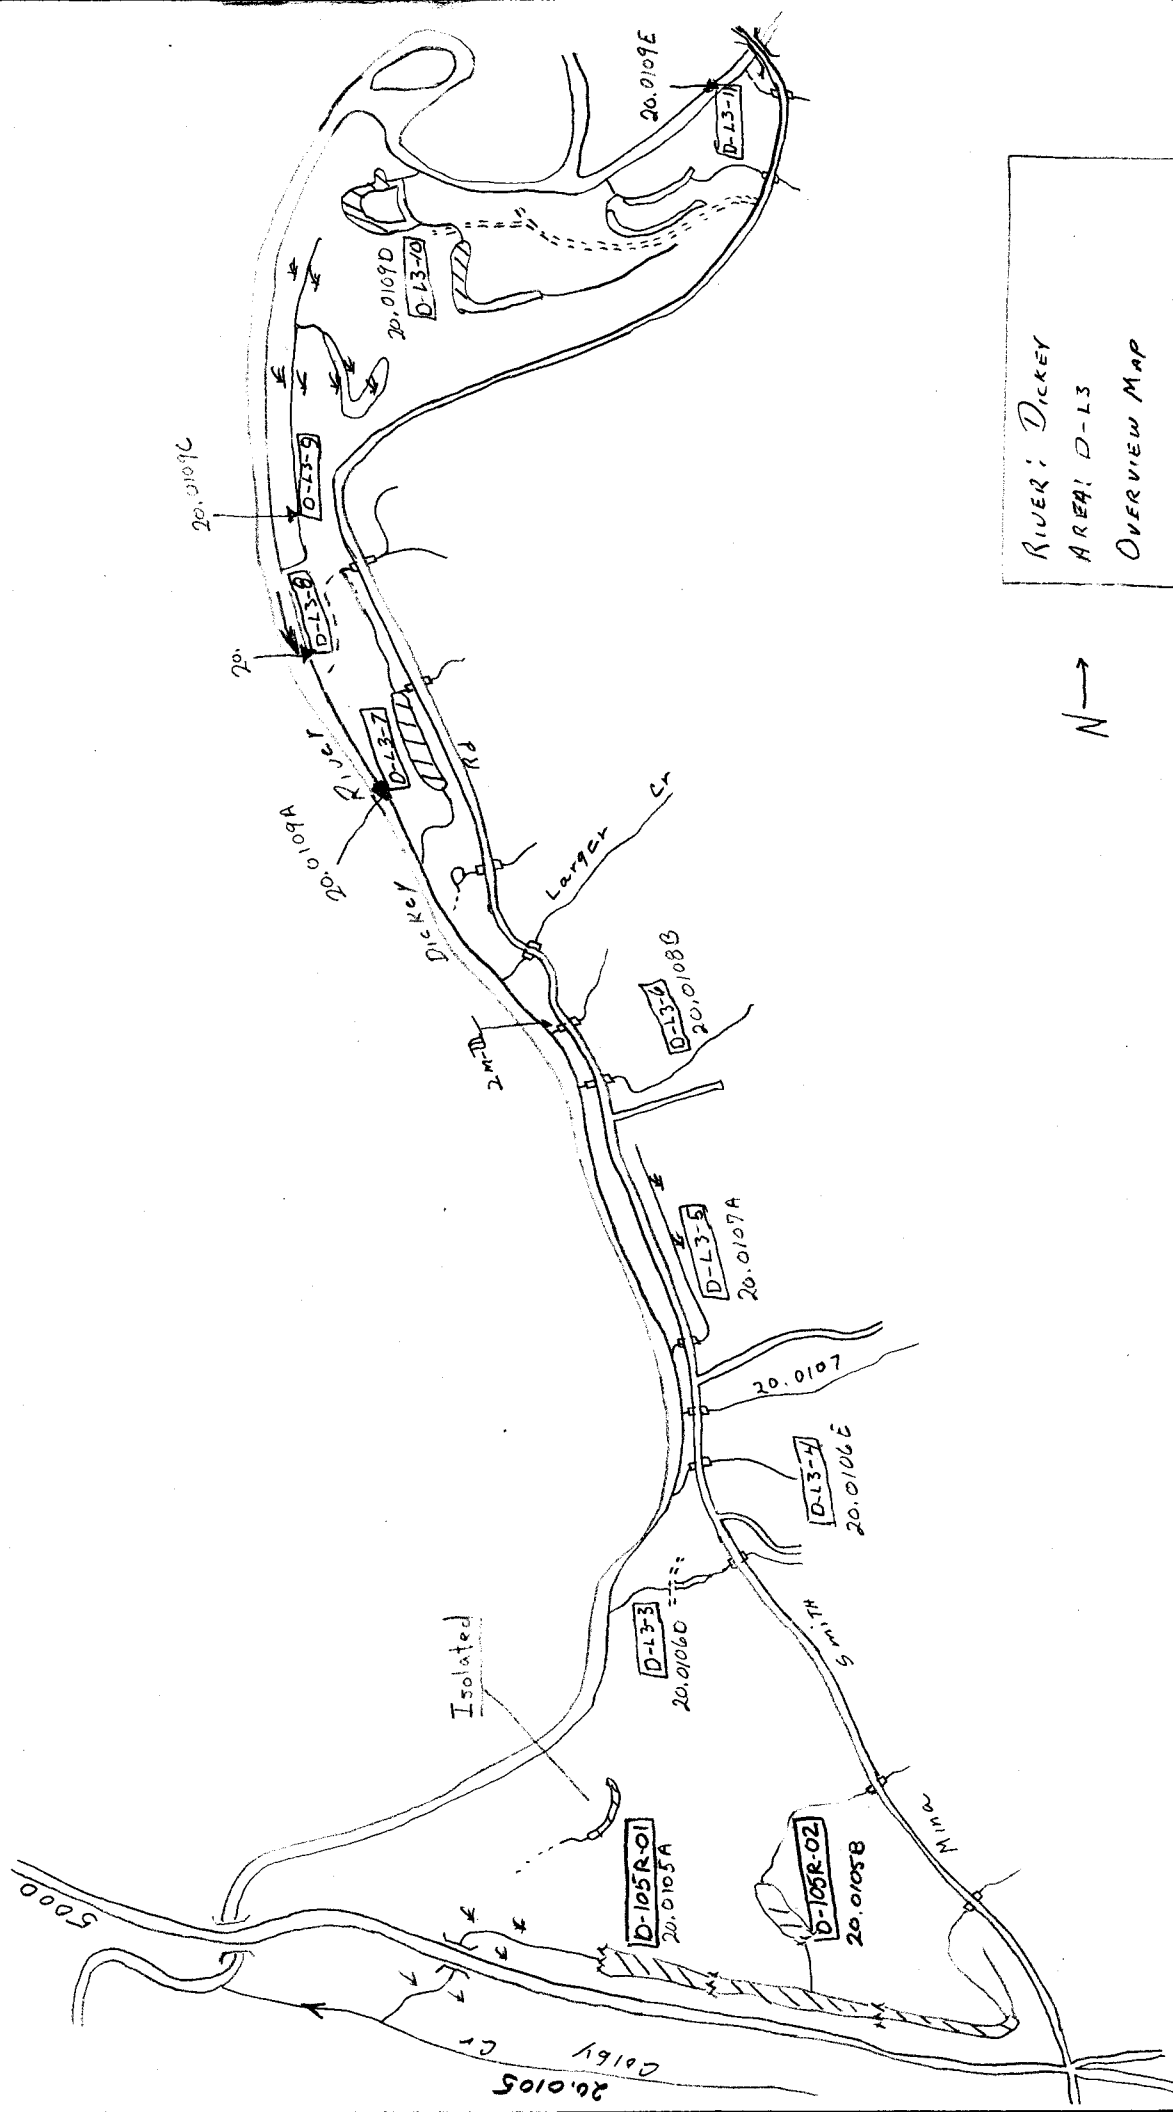 20.0109E
D-L3-11
20.0109D
D-L3-10
20.0109C
D-L3-9
20.
D-L3-8
20.0109A
D-L3-7
Dickey River
Rd
Larger Cr
2m-III
D-L3-6
20.0108B
D-L3-5
20.0107A
20.0107
D-L3-4
20.0106E
D-L3-3
20.0106D
Isolated
Mina Smith
D-105R-01
20.0105A
D-105R-02
20.0105B
5000
Colby Cr
20.0105
N
RIVER: DICKEY
AREA: D-L3
OVERVIEW MAP